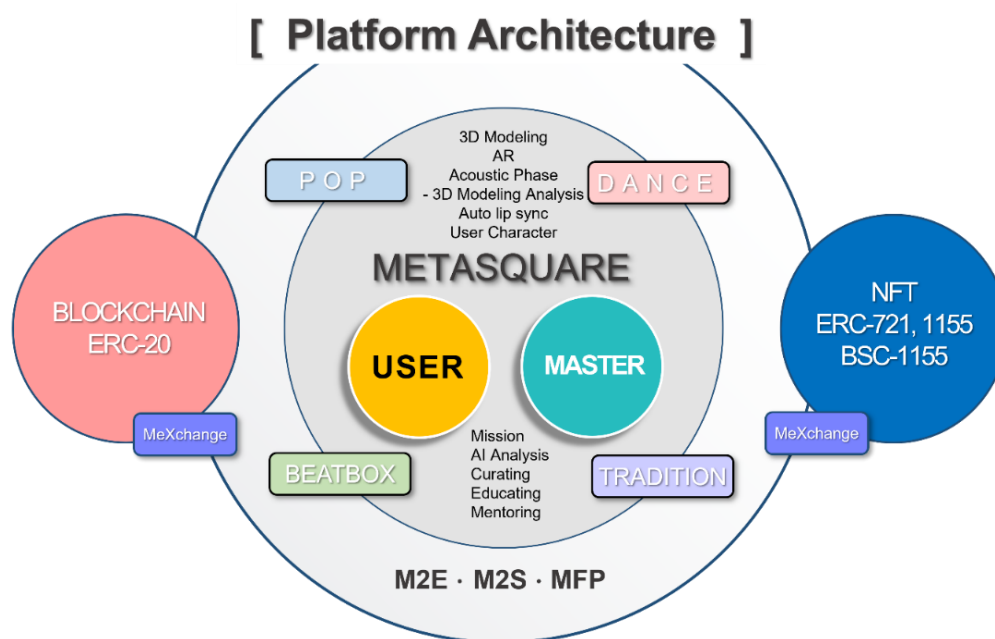 [ Platform Architecture ]
3D Modeling
AR
Acoustic Phase
- 3D Modeling Analysis
Auto lip sync
User Character
POP
DANCE
METASQUARE
BLOCKCHAIN
ERC-20
USER
MASTER
NFT
ERC-721, 1155
BSC-1155
MeXchange
MeXchange
Mission
AI Analysis
Curating
Educating
Mentoring
BEATBOX
TRADITION
M2E · M2S · MFP